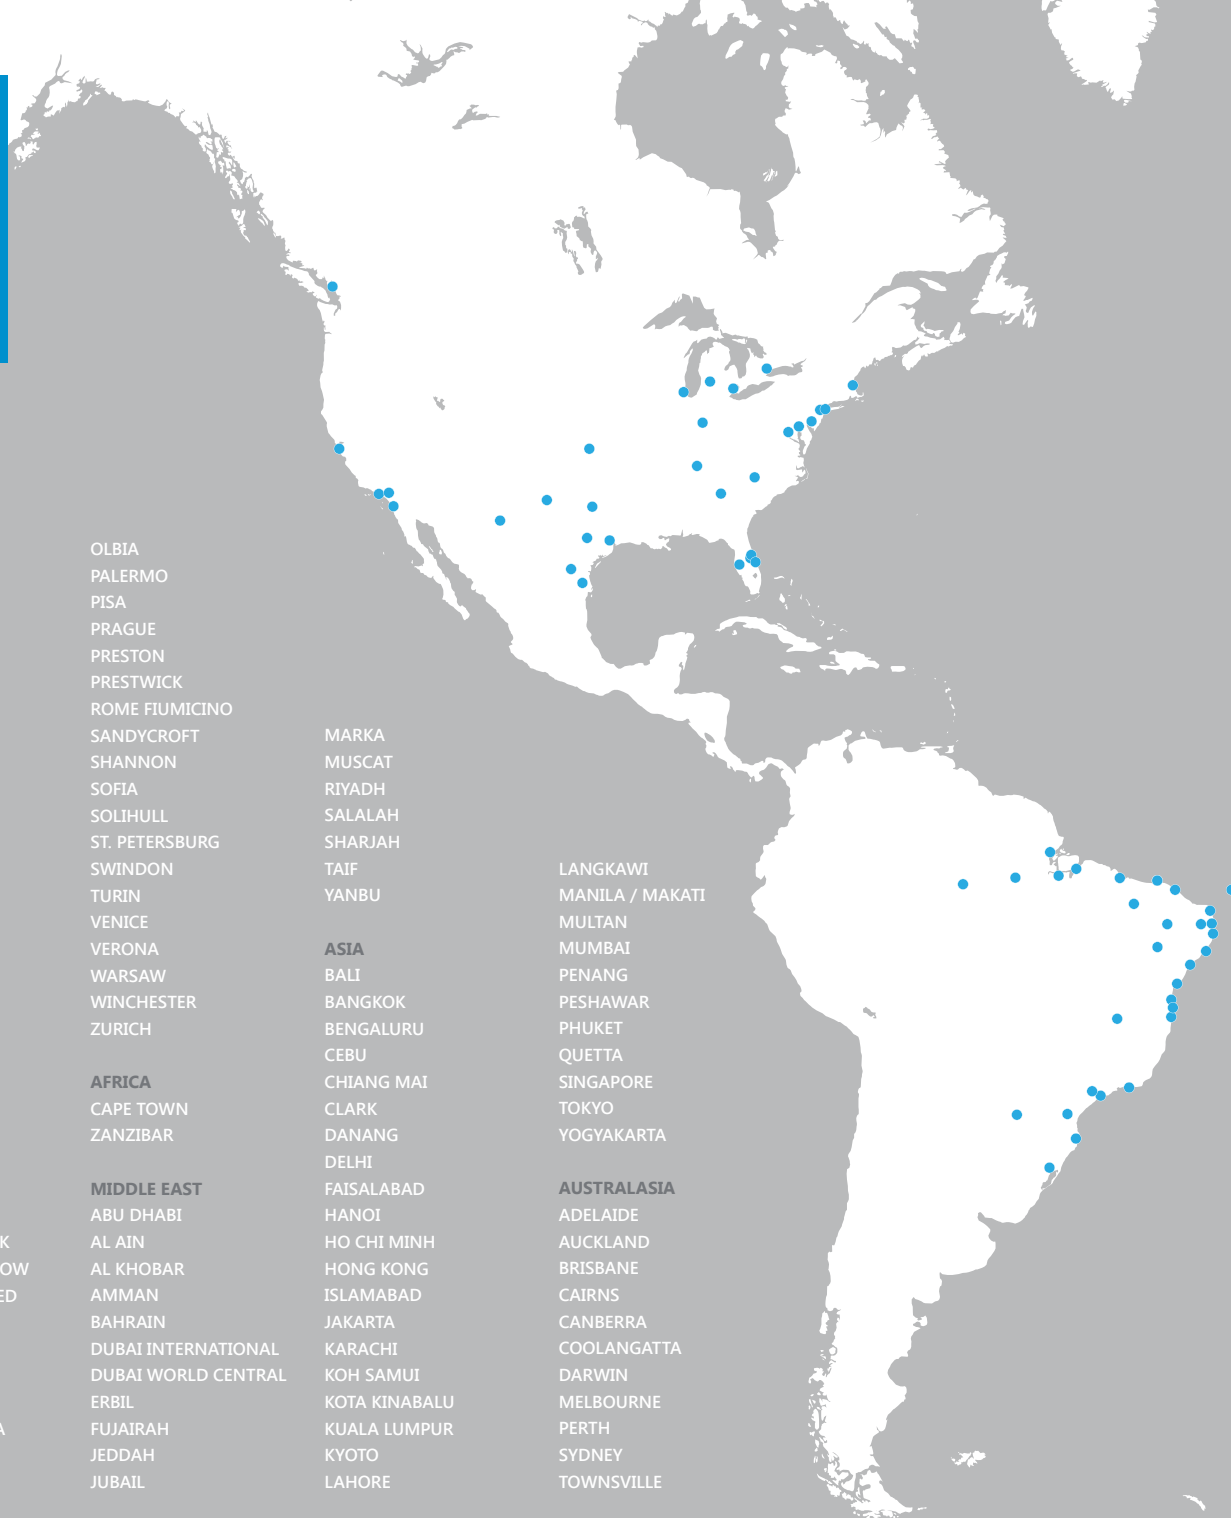 OLBIA
PALERMO
PISA
PRAGUE
PRESTON
PRESTWICK
ROME FIUMICINO
SANDYCROFT
SHANNON
SOFIA
SOLIHULL
ST. PETERSBURG
SWINDON
TURIN
VENICE
VERONA
WARSAW
WINCHESTER
ZURICH
AFRICA
CAPE TOWN
ZANZIBAR
MIDDLE EAST
ABU DHABI
AL AIN
AL KHOBAR
AMMAN
BAHRAIN
DUBAI INTERNATIONAL
DUBAI WORLD CENTRAL
ERBIL
FUJAIRAH
JEDDAH
JUBAIL
MARKA
MUSCAT
RIYADH
SALALAH
SHARJAH
TAIF
YANBU
ASIA
BALI
BANGKOK
BENGALURU
CEBU
CHIANG MAI
CLARK
DANANG
DELHI
FAISALABAD
HANOI
HO CHI MINH
HONG KONG
ISLAMABAD
JAKARTA
KARACHI
KOH SAMUI
KOTA KINABALU
KUALA LUMPUR
KYOTO
LAHORE
LANGKAWI
MANILA / MAKATI
MULTAN
MUMBAI
PENANG
PESHAWAR
PHUKET
QUETTA
SINGAPORE
TOKYO
YOGYAKARTA
AUSTRALASIA
ADELAIDE
AUCKLAND
BRISBANE
CAIRNS
CANBERRA
COOLANGATTA
DARWIN
MELBOURNE
PERTH
SYDNEY
TOWNSVILLE